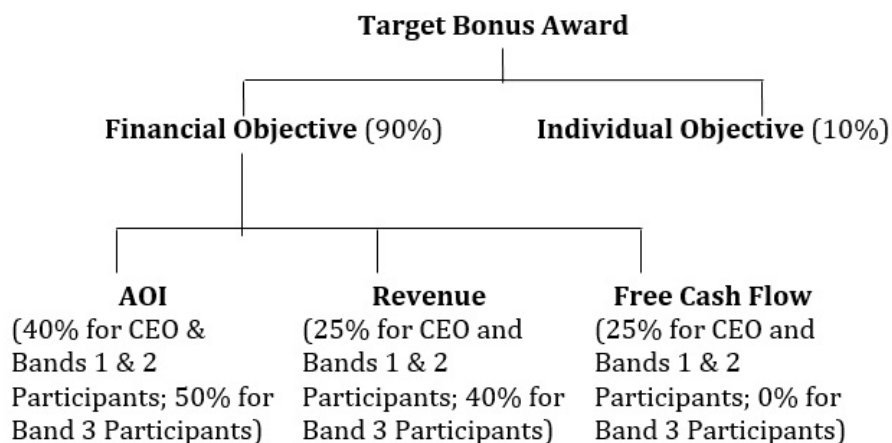 Target Bonus Award
Financial Objective (90%)
Individual Objective (10%)
AOI
(40% for CEO &
Bands 1 & 2
Participants; 50% for
Band 3 Participants)
Revenue
(25% for CEO and
Bands 1 & 2
Participants; 40% for
Band 3 Participants)
Free Cash Flow
(25% for CEO and
Bands 1 & 2
Participants; 0% for
Band 3 Participants)